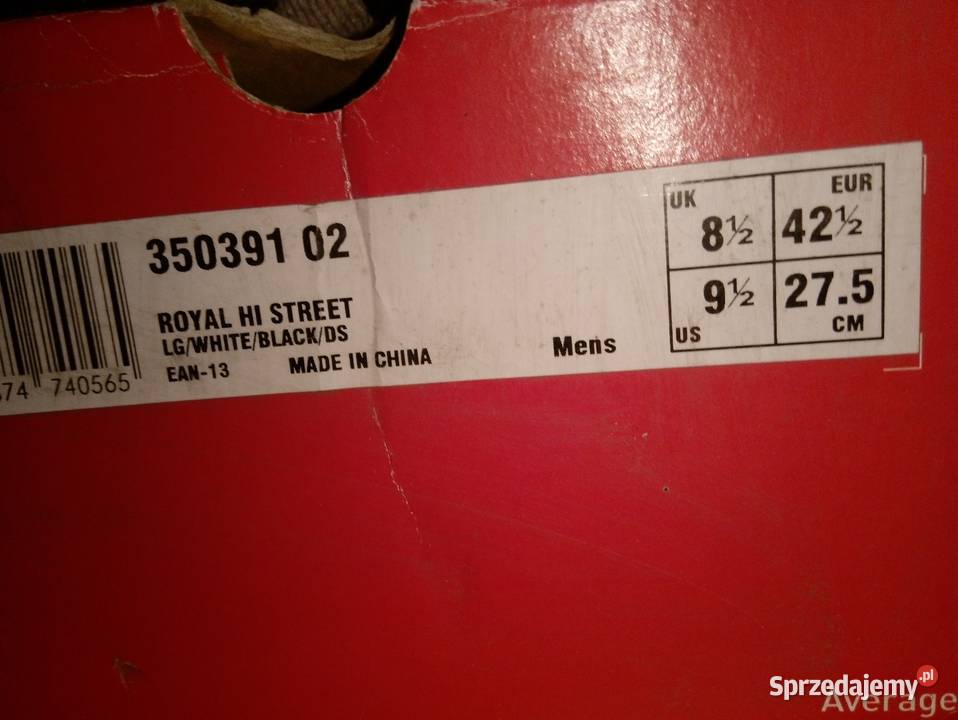 350391 02
ROYAL HI STREET
LG/WHITE/BLACK/DS
EAN-13
MADE IN CHINA
740565
Mens
UK
8½
EUR
42½
9½
US
27.5
CM
Sprzedajemy.pl
Average